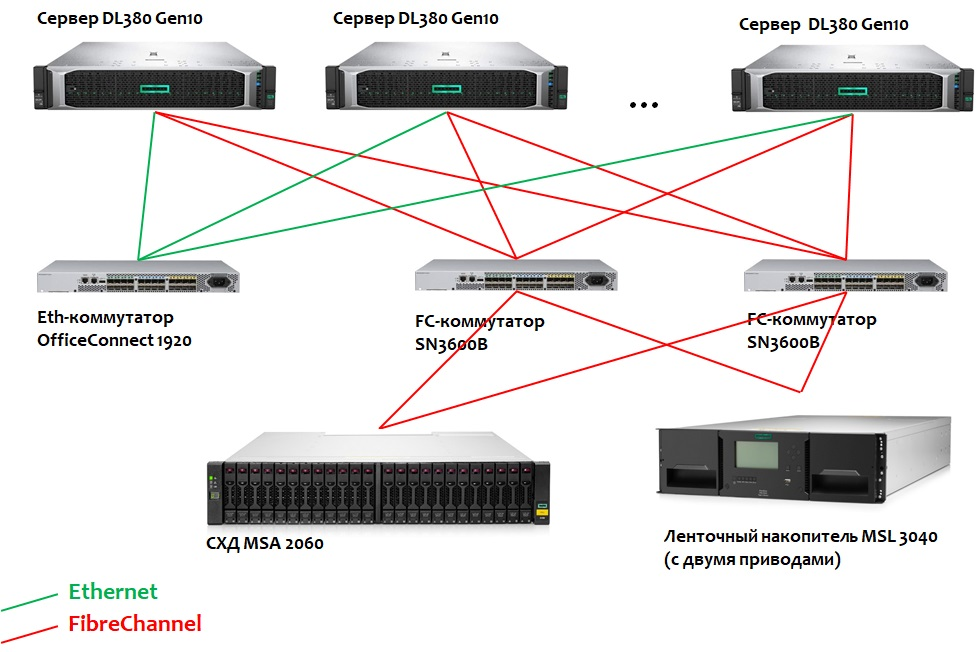 Сервер DL380 Gen10
Сервер DL380 Gen10
Сервер DL380 Gen10
...
Eth-коммутатор
OfficeConnect 1920
FC-коммутатор
SN3600B
FC-коммутатор
SN3600B
СХД MSA 2060
Ленточный накопитель MSL 3040
(с двумя приводами)
Ethernet
FibreChannel